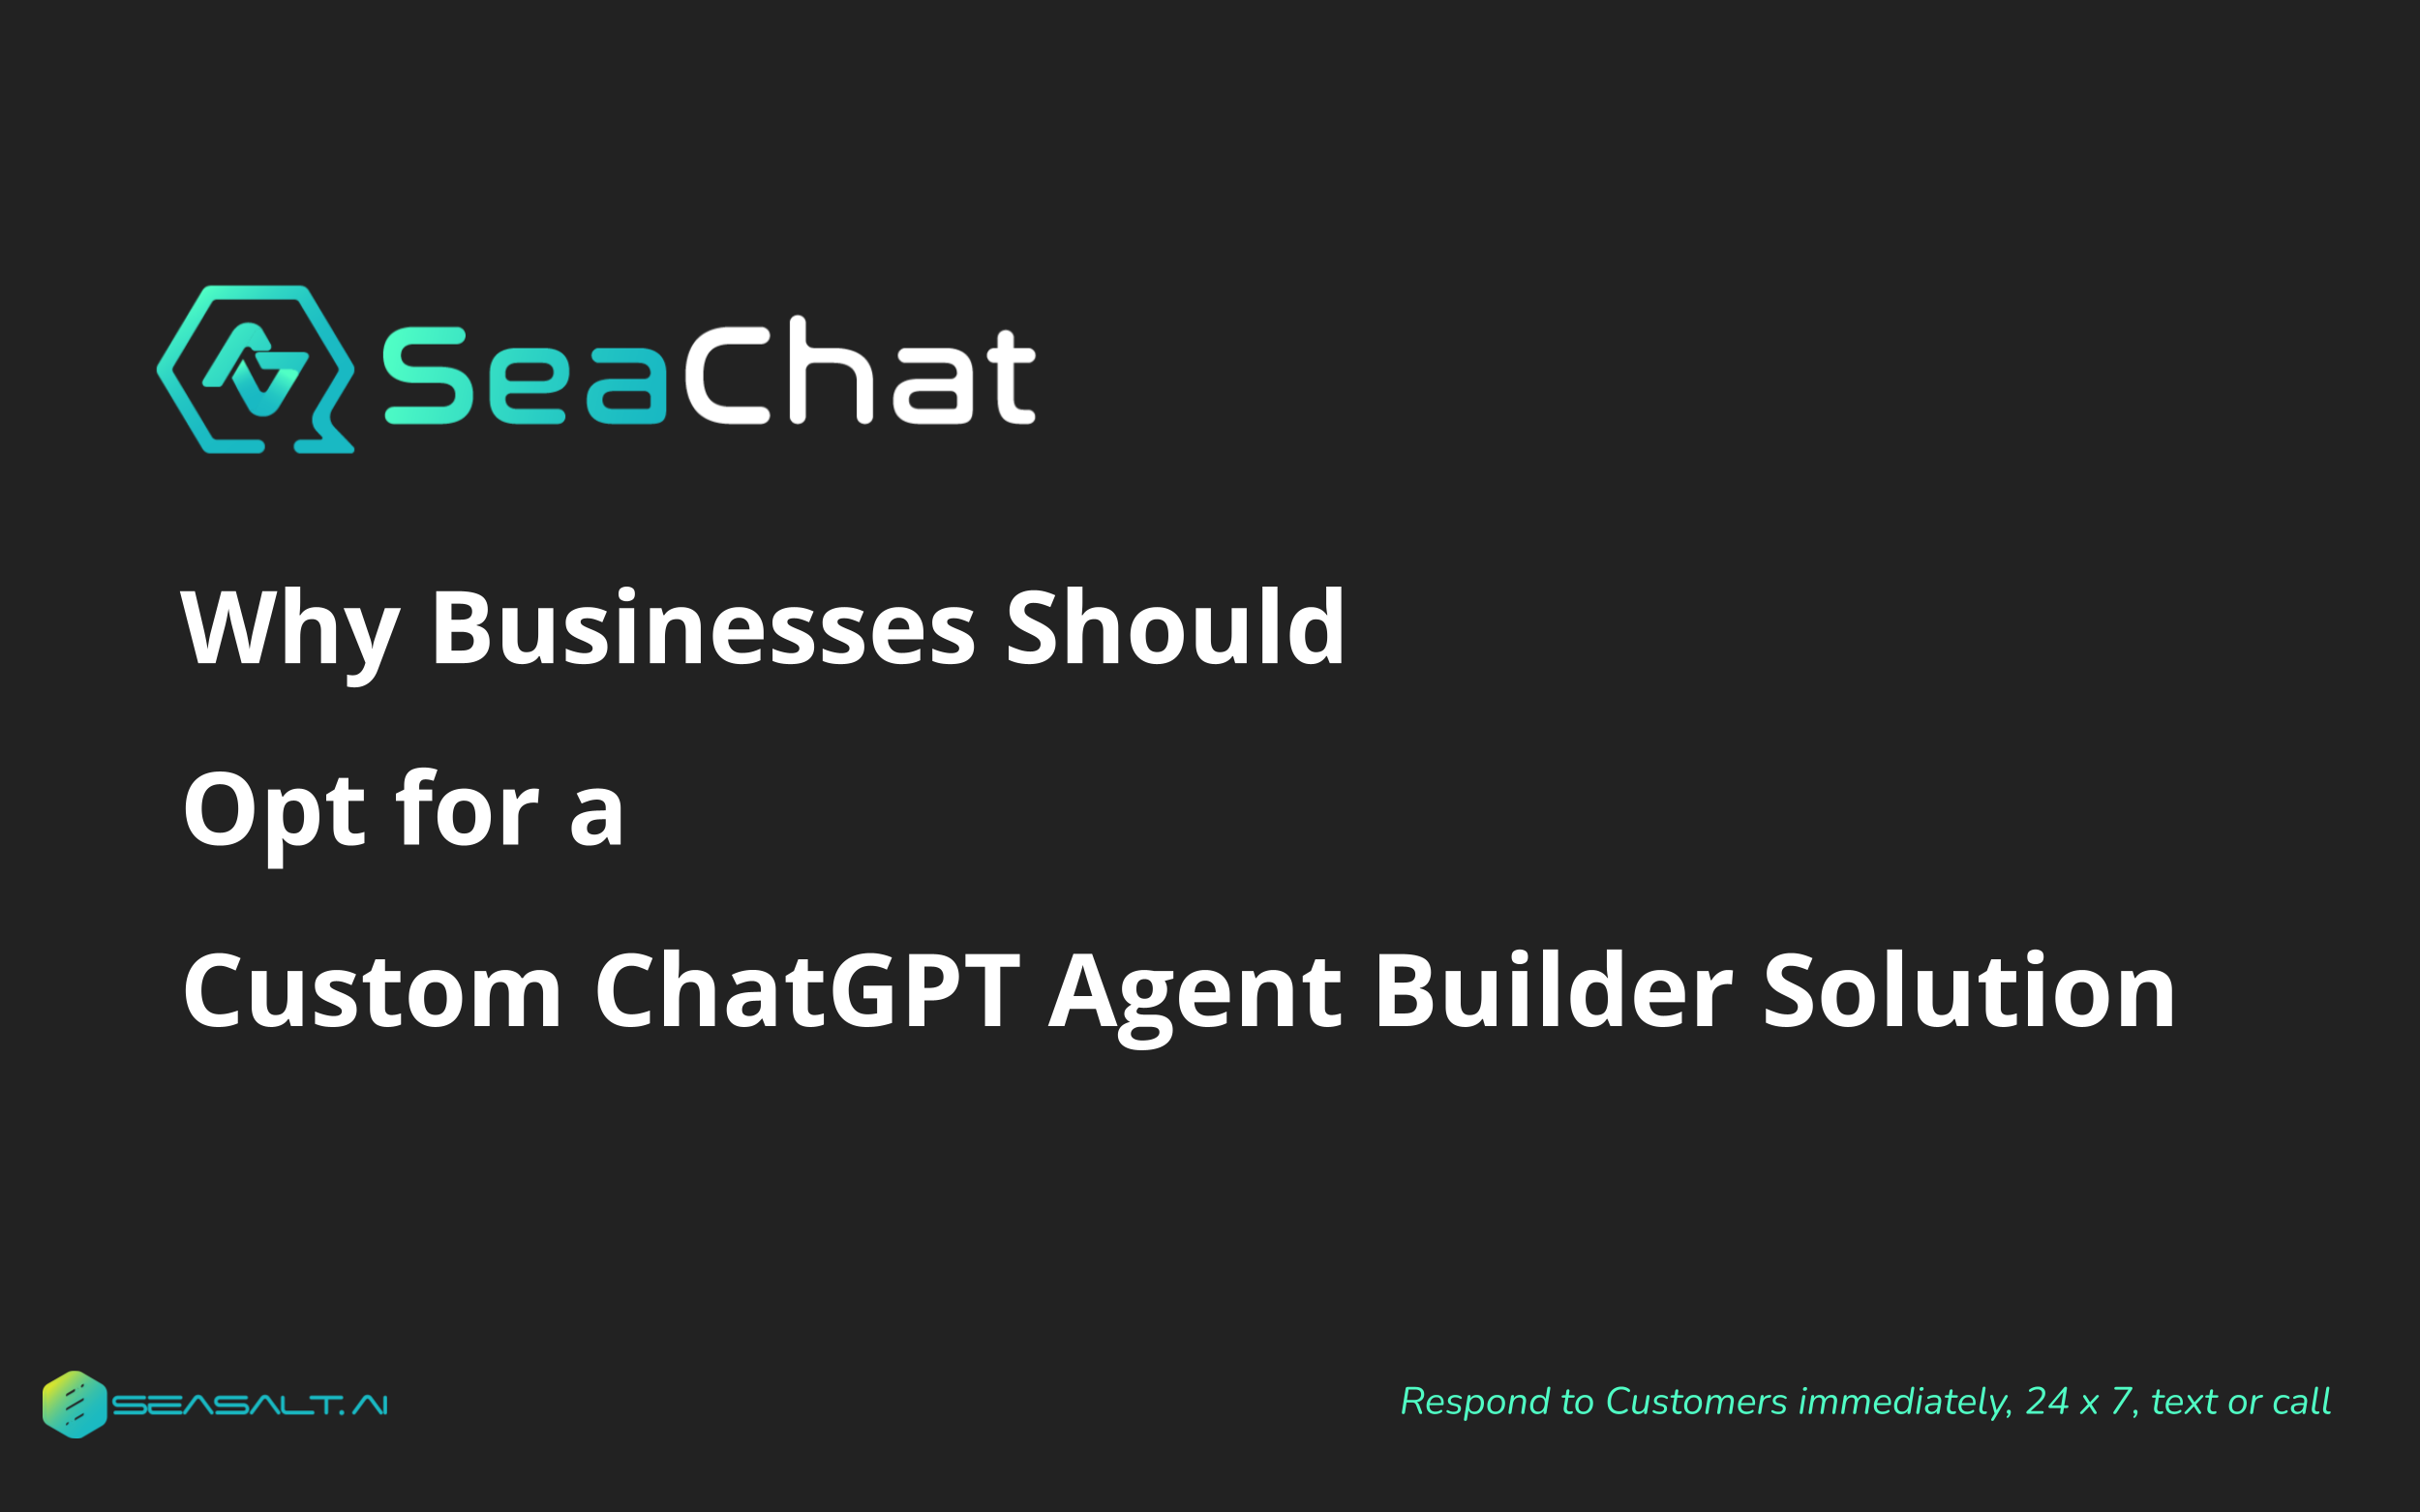 SeaChat
Why Businesses Should
Opt for a
Custom ChatGPT Agent Builder Solution
SEASALT.AI
Respond to Customers immediately, 24 x 7, text or call